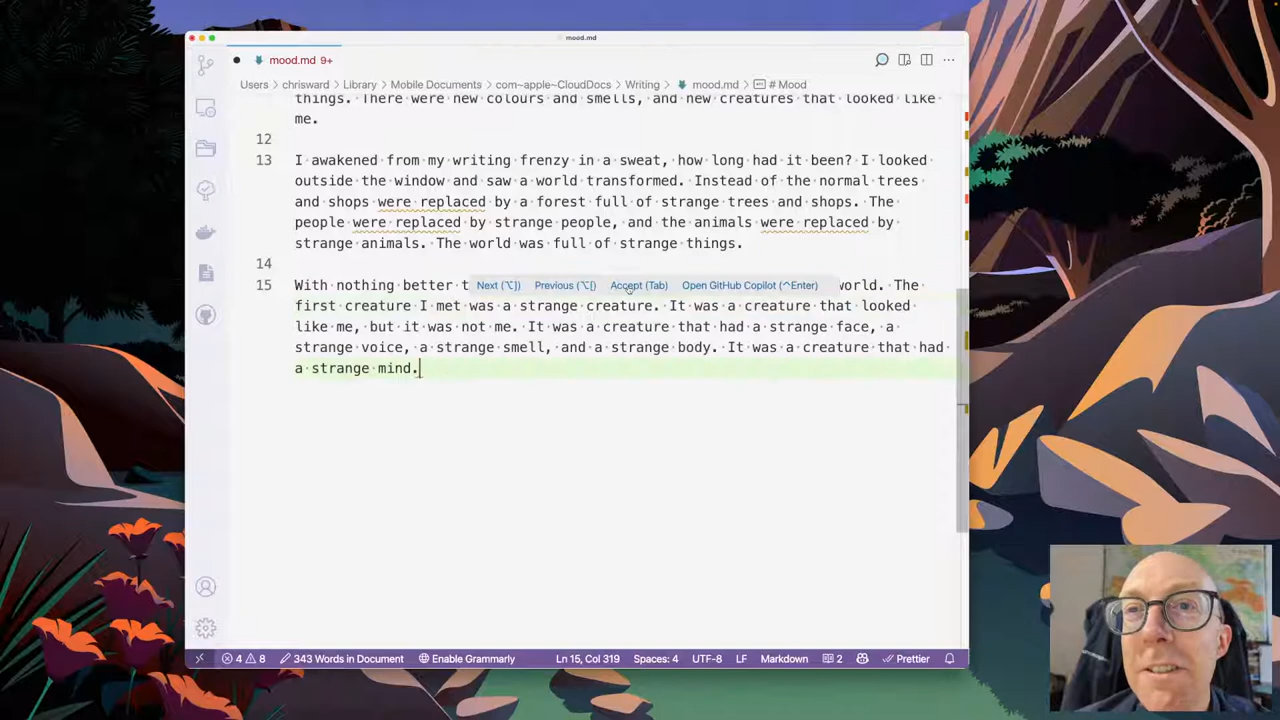 mood.md
mood.md 9+
Users > chrisward > Library > Mobile Documents > com~apple~CloudDocs > Writing > mood.md > # Mood
things. There were new colours and smells, and new creatures that looked like
me.
12
13 I awakened from my writing frenzy in a sweat, how long had it been? I looked
outside the window and saw a world transformed. Instead of the normal trees
and shops were replaced by a forest full of strange trees and shops. The
people were replaced by strange people, and the animals were replaced by
strange animals. The world was full of strange things.
14
15 With nothing better t
Next (⌥]) Previous (⌥[) Accept (Tab) Open GitHub Copilot (^Enter)
world. The
first creature I met was a strange creature. It was a creature that looked
like me, but it was not me. It was a creature that had a strange face, a
strange voice, a strange smell, and a strange body. It was a creature that had
a strange mind.
4 8 343 Words in Document Enable Grammarly Ln 15, Col 319 Spaces: 4 UTF-8 LF Markdown 2 Prettier